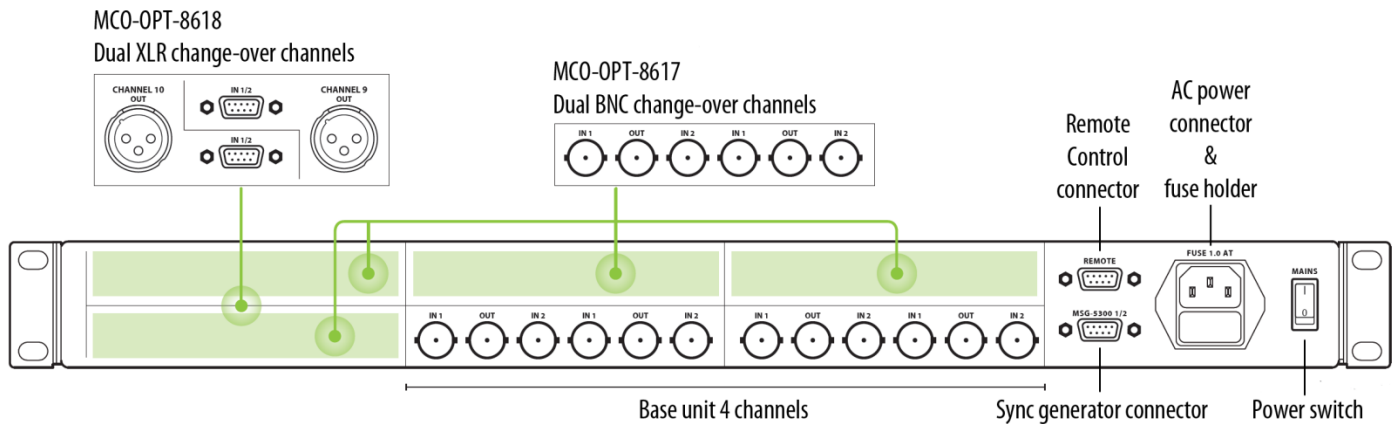 MCO-OPT-8618
Dual XLR change-over channels
CHANNEL 10
OUT
IN 1/2
IN 1/2
CHANNEL 9
OUT
MCO-OPT-8617
Dual BNC change-over channels
IN 1 OUT IN 2 IN 1 OUT IN 2
Remote
Control
connector
AC power
connector
&
fuse holder
REMOTE
FUSE 1.0 AT
MAINS
I
0
MSG-5300 1/2
IN 1 OUT IN 2 IN 1 OUT IN 2 IN 1 OUT IN 2 IN 1 OUT IN 2
Base unit 4 channels
Sync generator connector
Power switch